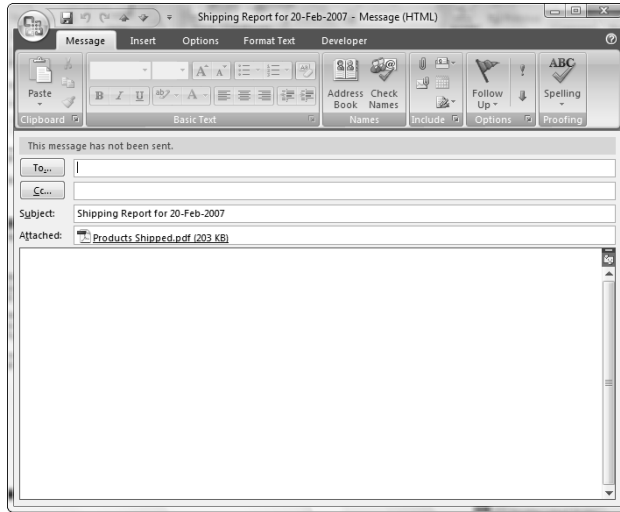 Shipping Report for 20-Feb-2007 - Message (HTML)
Message Insert Options Format Text Developer
Paste
B I U ab A
Address Book
Check Names
Follow Up
ABC
Spelling
Clipboard Basic Text Names Include Options Proofing
This message has not been sent.
To...
Cc...
Subject: Shipping Report for 20-Feb-2007
Attached: Products Shipped.pdf (203 KB)